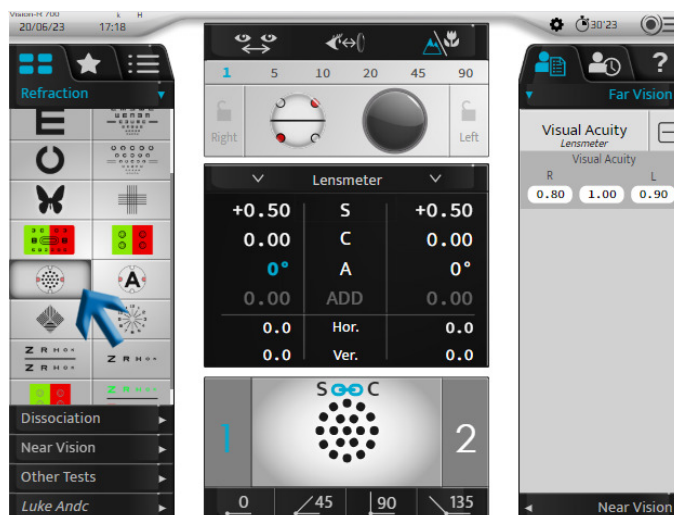 Vision-R 700
20/06/23 17:18 L H
30'23
Refraction
E
A
Z R H O K
Z R H O K
Z R H O K
Dissociation
Near Vision
Other Tests
Luke Andc
1 5 10 20 45 90
Right
Left
Lensmeter
+0.50 S +0.50
0.00 C 0.00
0° A 0°
0.00 ADD 0.00
0.0 Hor. 0.0
0.0 Ver. 0.0
S C
1 2
0 45 90 135
?
Far Vision
Visual Acuity
Lensmeter
Visual Acuity
R L
0.80 1.00 0.90
Near Vision